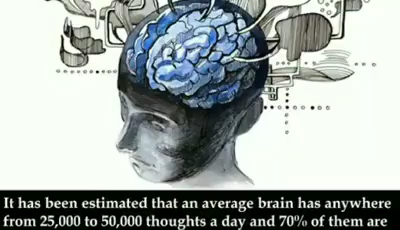 It has been estimated that an average brain has anywhere
from 25,000 to 50,000 thoughts a day and 70% of them are